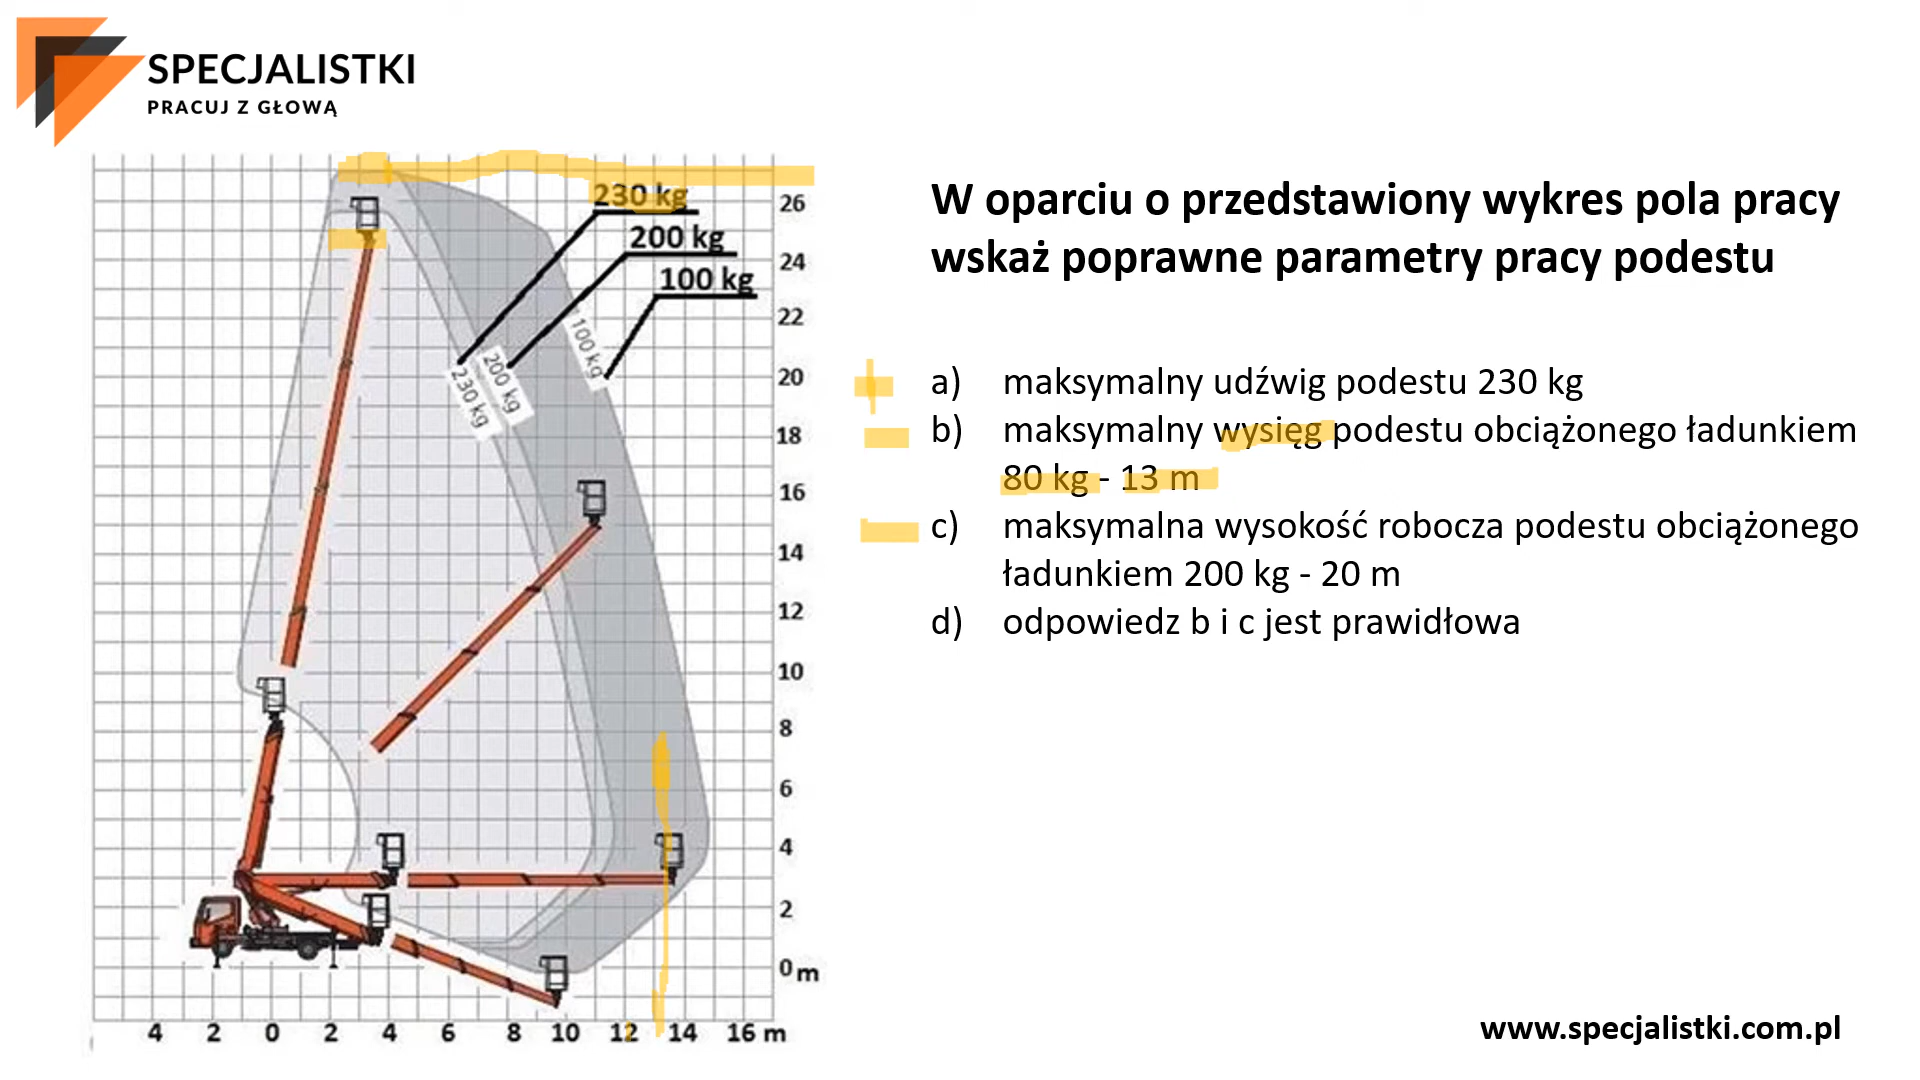 SPECJALISTKI
PRACUJ Z GŁOWĄ
W oparciu o przedstawiony wykres pola pracy
wskaż poprawne parametry pracy podestu
a) maksymalny udźwig podestu 230 kg
b) maksymalny wysięg podestu obciążonego ładunkiem
80 kg - 13 m
c) maksymalna wysokość robocza podestu obciążonego
ładunkiem 200 kg - 20 m
d) odpowiedz b i c jest prawidłowa
230 kg
200 kg
100 kg
230 kg
200 kg
100 kg
26
24
22
20
18
16
14
12
10
8
6
4
2
0 m
4 2 0 2 4 6 8 10 12 14 16 m
www.specjalistki.com.pl